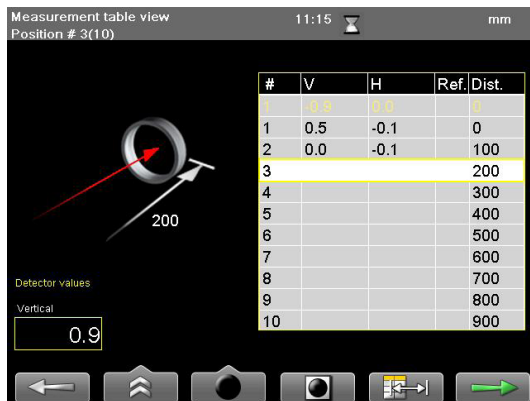 Measurement table view 11:15 mm
Position # 3(10)
# V H Ref. Dist.
1 -0.9 0.0 0
1 0.5 -0.1 0
2 0.0 -0.1 100
3 200
4 300
5 400
6 500
7 600
8 700
9 800
10 900
200
Detector values
Vertical
0.9